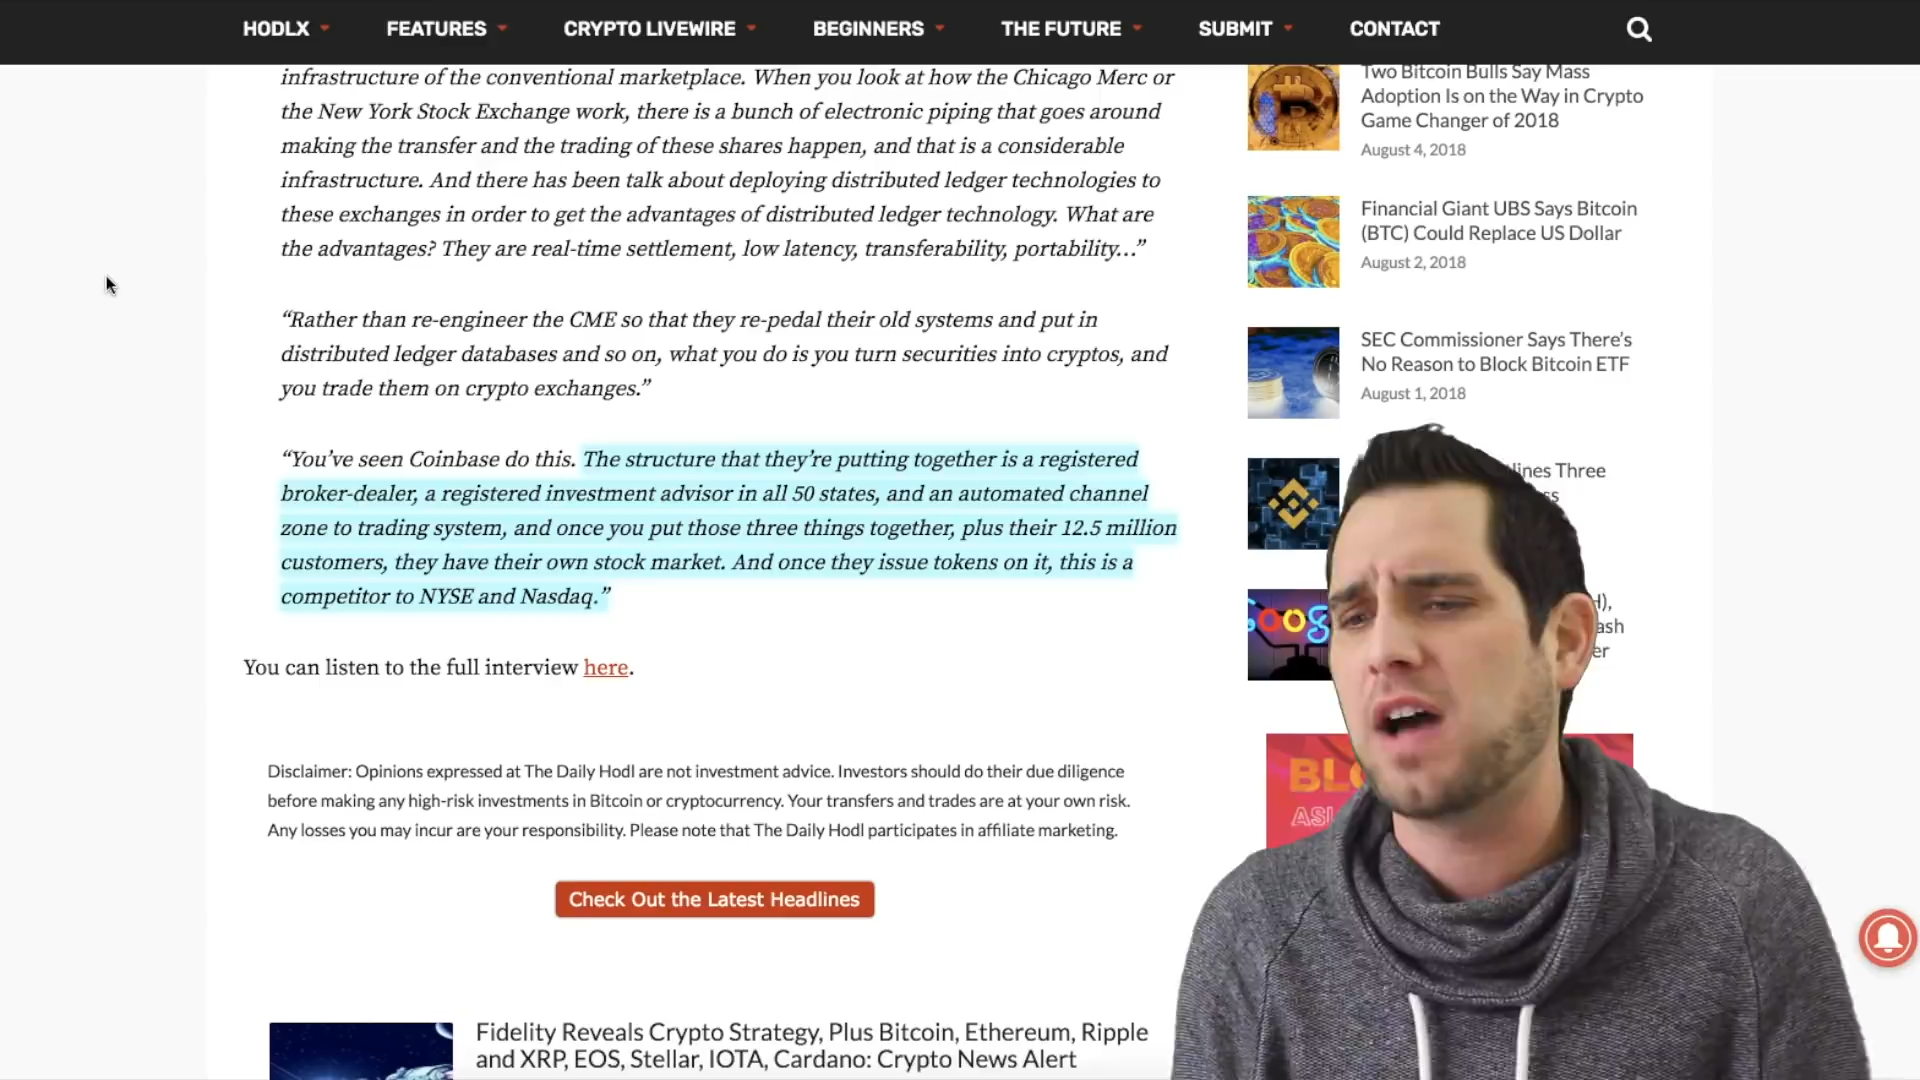 HODLX
FEATURES
CRYPTO LIVEWIRE
BEGINNERS
THE FUTURE
SUBMIT
CONTACT
infrastructure of the conventional marketplace. When you look at how the Chicago Merc or
the New York Stock Exchange work, there is a bunch of electronic piping that goes around
making the transfer and the trading of these shares happen, and that is a considerable
infrastructure. And there has been talk about deploying distributed ledger technologies to
these exchanges in order to get the advantages of distributed ledger technology. What are
the advantages? They are real-time settlement, low latency, transferability, portability…”
“Rather than re-engineer the CME so that they re-pedal their old systems and put in
distributed ledger databases and so on, what you do is you turn securities into cryptos, and
you trade them on crypto exchanges.”
“You’ve seen Coinbase do this. The structure that they’re putting together is a registered
broker-dealer, a registered investment advisor in all 50 states, and an automated channel
zone to trading system, and once you put those three things together, plus their 12.5 million
customers, they have their own stock market. And once they issue tokens on it, this is a
competitor to NYSE and Nasdaq.”
You can listen to the full interview here.
Disclaimer: Opinions expressed at The Daily Hodl are not investment advice. Investors should do their due diligence
before making any high-risk investments in Bitcoin or cryptocurrency. Your transfers and trades are at your own risk.
Any losses you may incur are your responsibility. Please note that The Daily Hodl participates in affiliate marketing.
Check Out the Latest Headlines
Fidelity Reveals Crypto Strategy, Plus Bitcoin, Ethereum, Ripple
and XRP, EOS, Stellar, IOTA, Cardano: Crypto News Alert
Two Bitcoin Bulls Say Mass
Adoption Is on the Way in Crypto
Game Changer of 2018
August 4, 2018
Financial Giant UBS Says Bitcoin
(BTC) Could Replace US Dollar
August 2, 2018
SEC Commissioner Says There’s
No Reason to Block Bitcoin ETF
August 1, 2018
Three